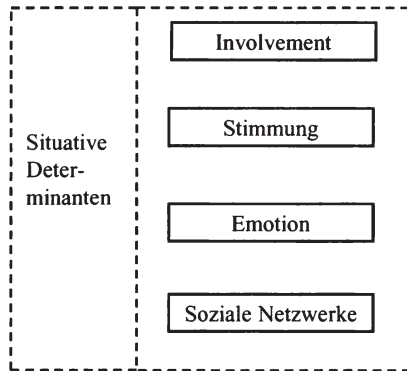 Involvement
Stimmung
Situative
Deter-
minanten
Emotion
Soziale Netzwerke